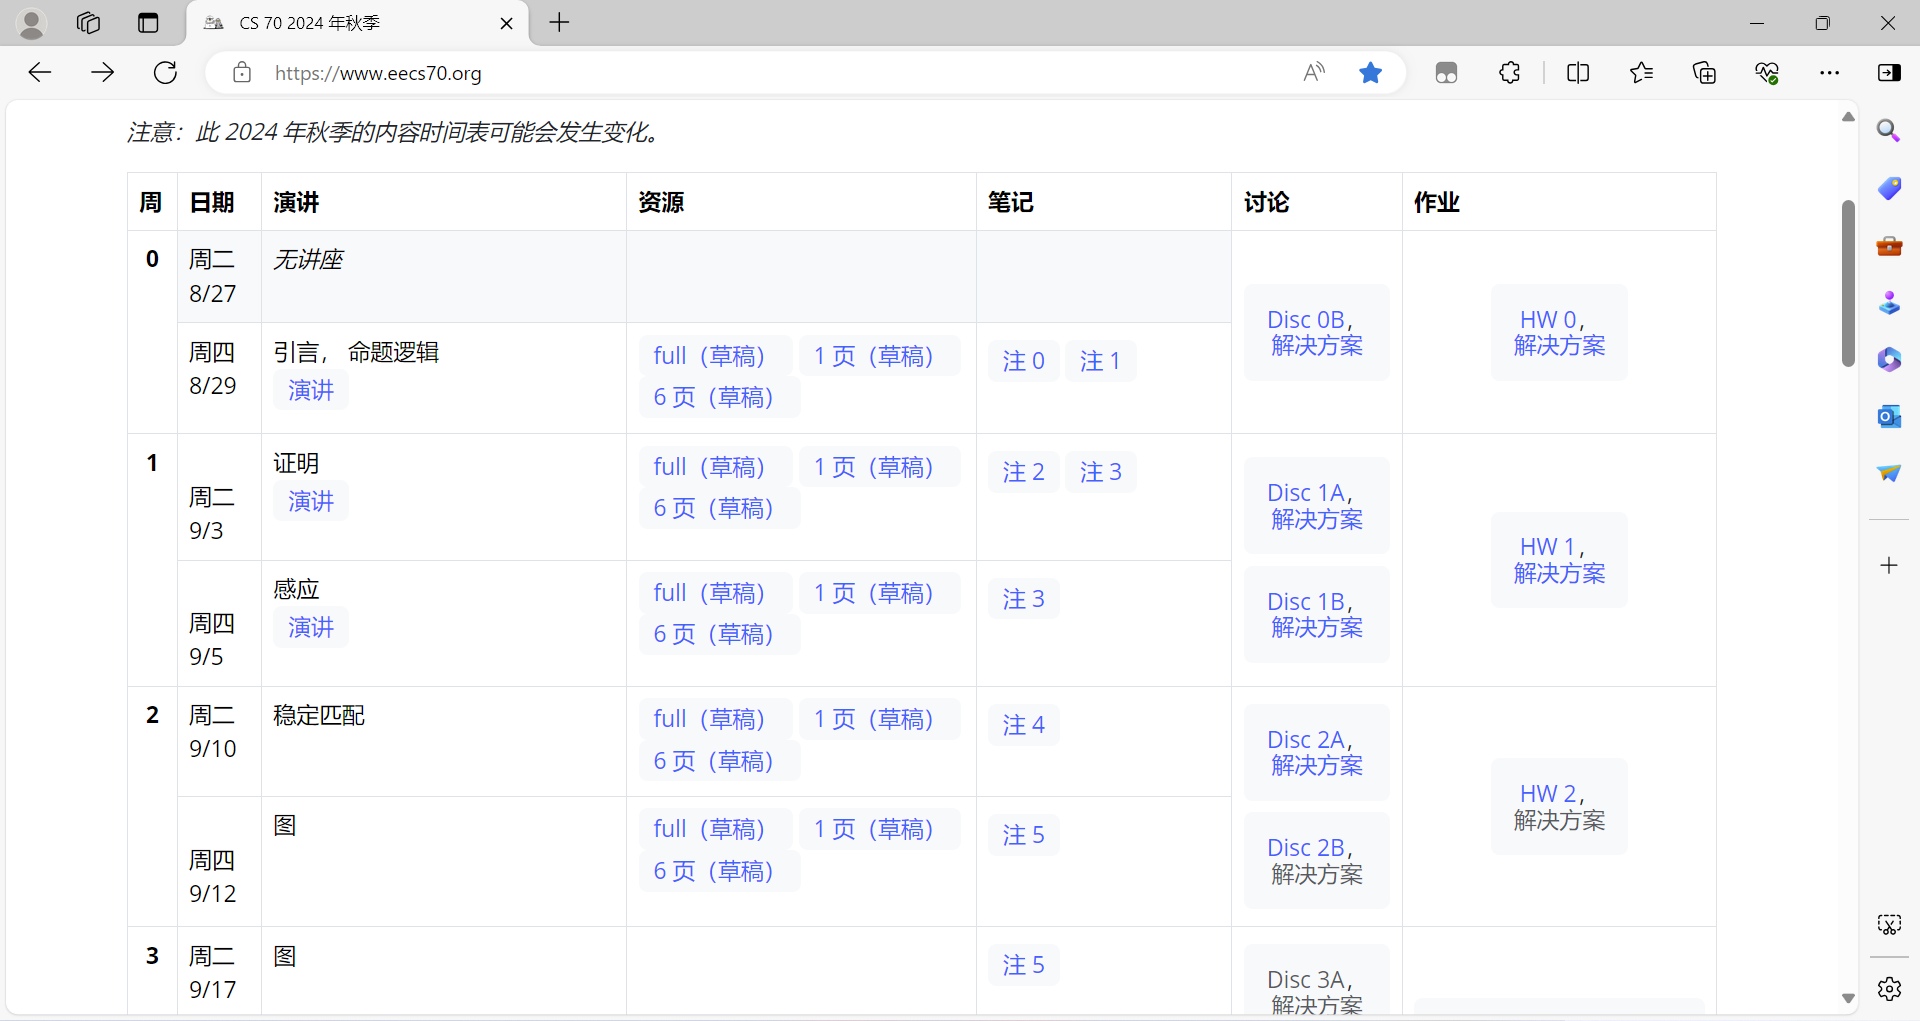 CS 70 2024 年秋季
https://www.eecs70.org
注意：此 2024 年秋季的内容时间表可能会发生变化。
周 日期 演讲 资源 笔记 讨论 作业
0 周二 8/27 无讲座
周四 8/29 引言， 命题逻辑
演讲
full（草稿） 1 页（草稿）
6 页（草稿）
注 0 注 1
Disc 0B,
解决方案
HW 0,
解决方案
1 周二 9/3 证明
演讲
full（草稿） 1 页（草稿）
6 页（草稿）
注 2 注 3
Disc 1A,
解决方案
周四 9/5 感应
演讲
full（草稿） 1 页（草稿）
6 页（草稿）
注 3
Disc 1B,
解决方案
HW 1,
解决方案
2 周二 9/10 稳定匹配
full（草稿） 1 页（草稿）
6 页（草稿）
注 4
Disc 2A,
解决方案
周四 9/12 图
full（草稿） 1 页（草稿）
6 页（草稿）
注 5
Disc 2B,
解决方案
HW 2,
解决方案
3 周二 9/17 图
注 5
Disc 3A,
解决方案